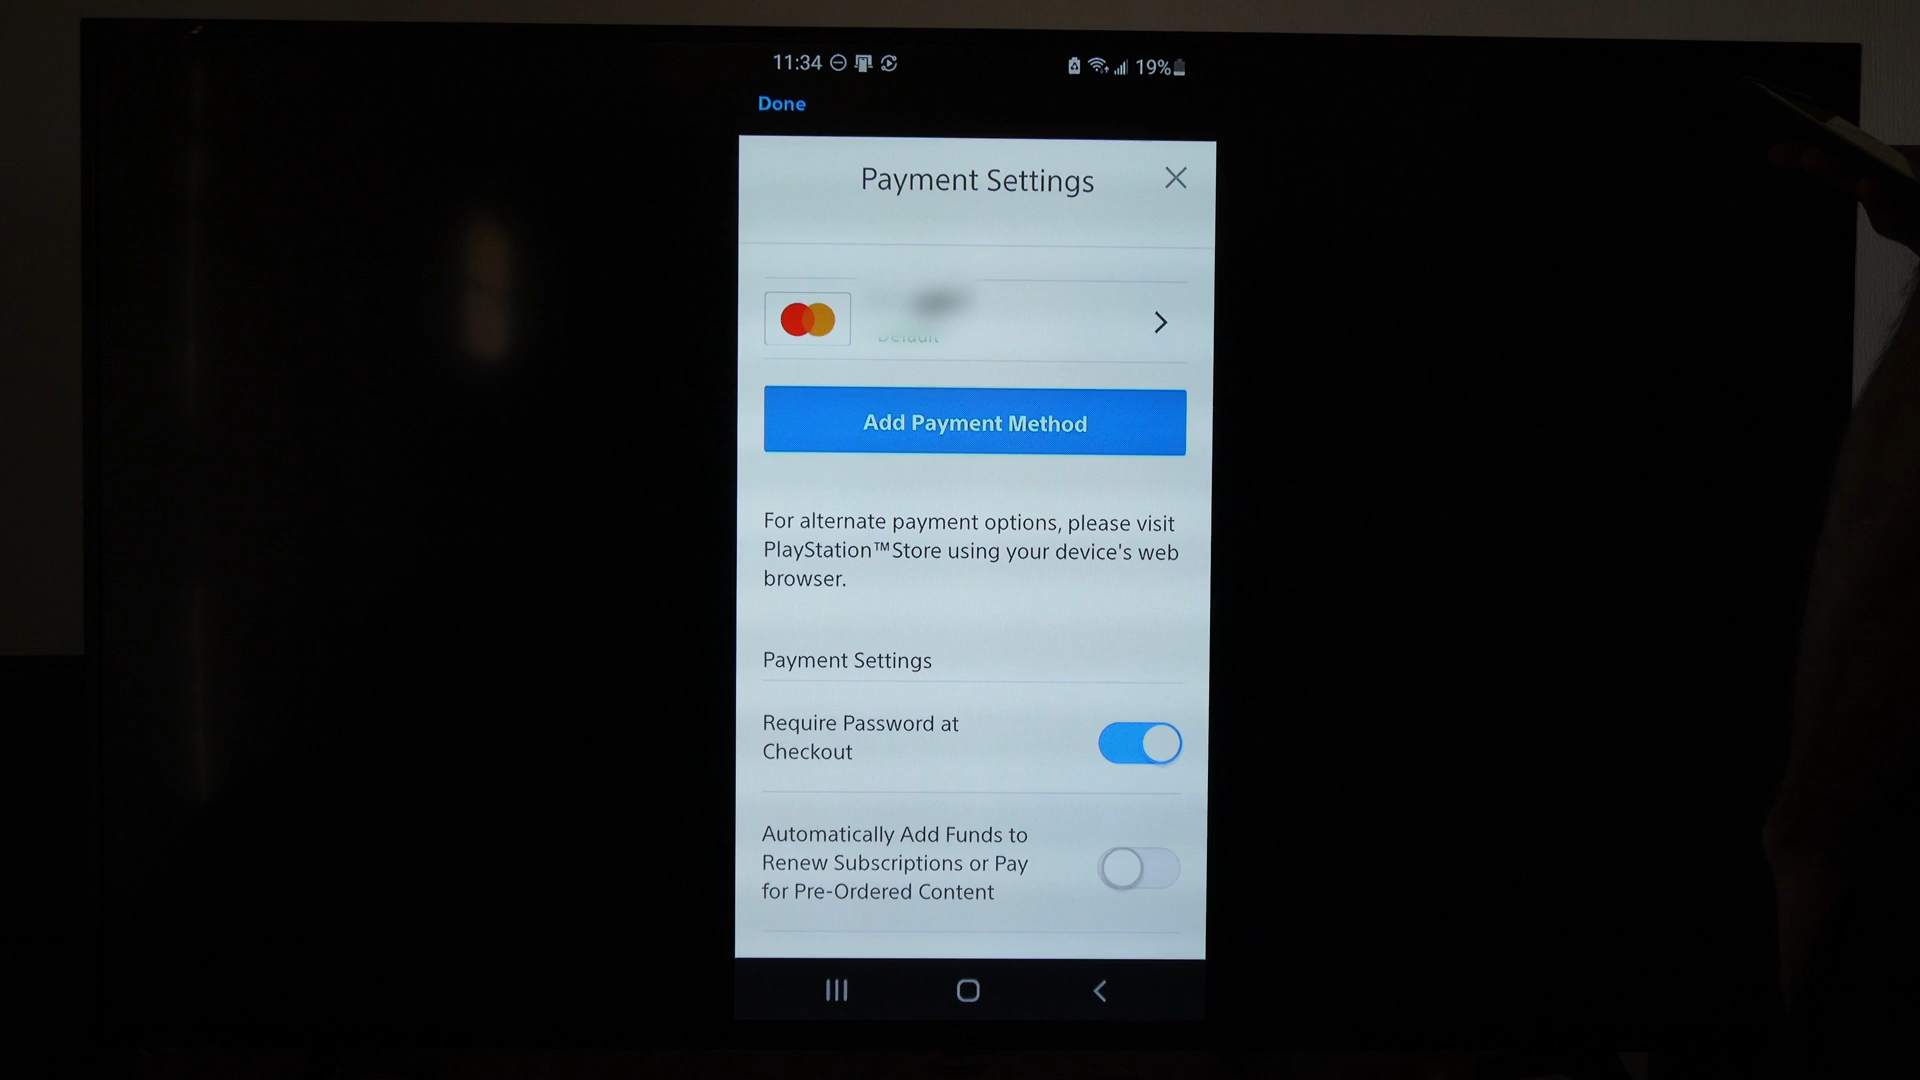 11:34
19%
Done
Payment Settings
Default
Add Payment Method
For alternate payment options, please visit
PlayStation™Store using your device's web
browser.
Payment Settings
Require Password at
Checkout
Automatically Add Funds to
Renew Subscriptions or Pay
for Pre-Ordered Content